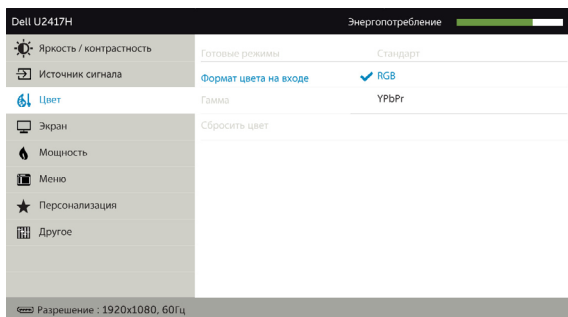 Dell U2417H Энергопотребление
Яркость / контрастность Готовые режимы Стандарт
Источник сигнала Формат цвета на входе RGB
Цвет Гамма YPbPr
Экран Сбросить цвет
Мощность
Меню
Персонализация
Другое
Разрешение : 1920x1080, 60Гц